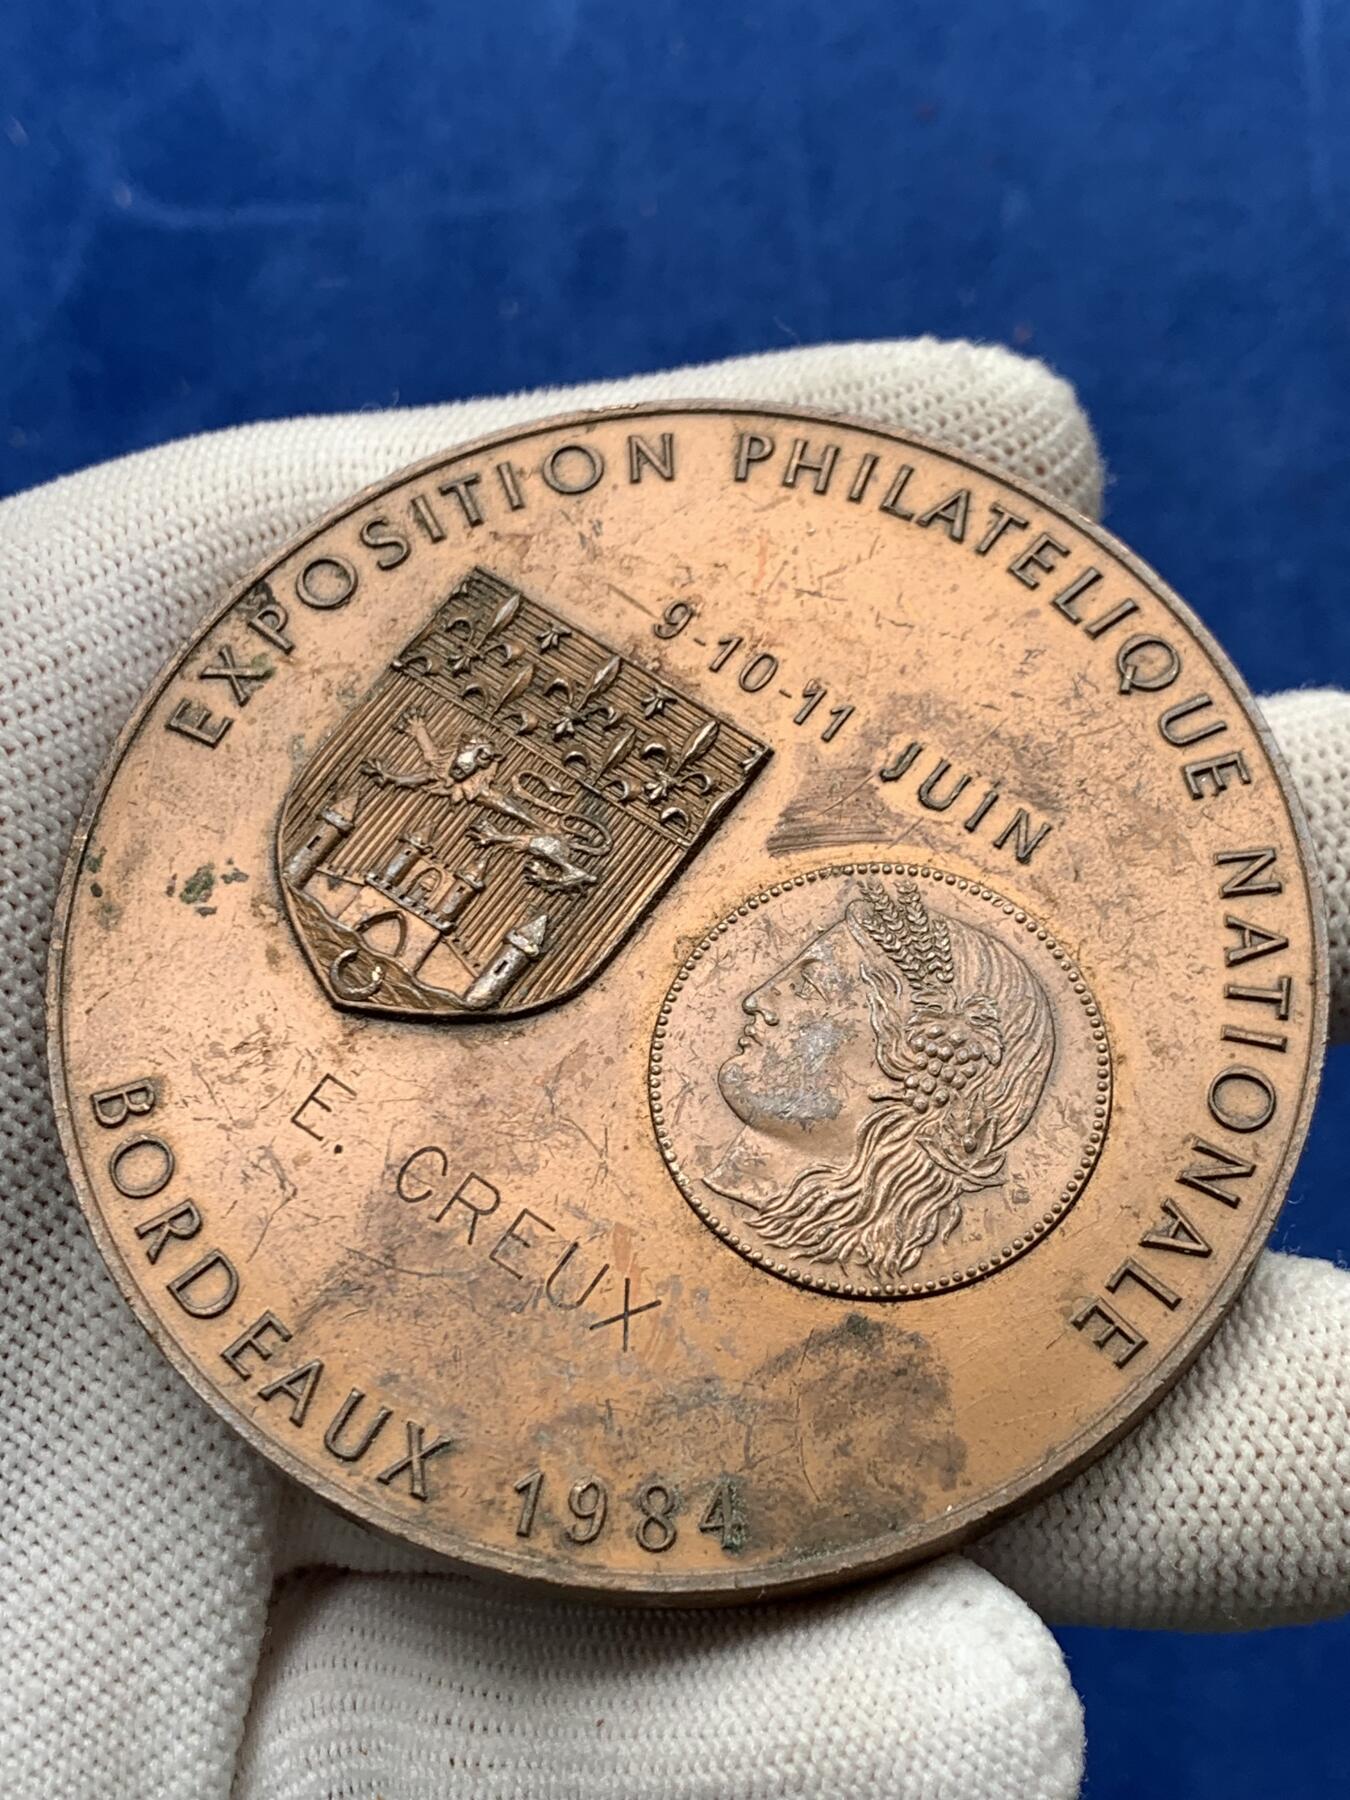 EXPOSITION PHILATELIQUE NATIONALE
9-10-11 JUIN
E. CREUX
BORDEAUX 1984